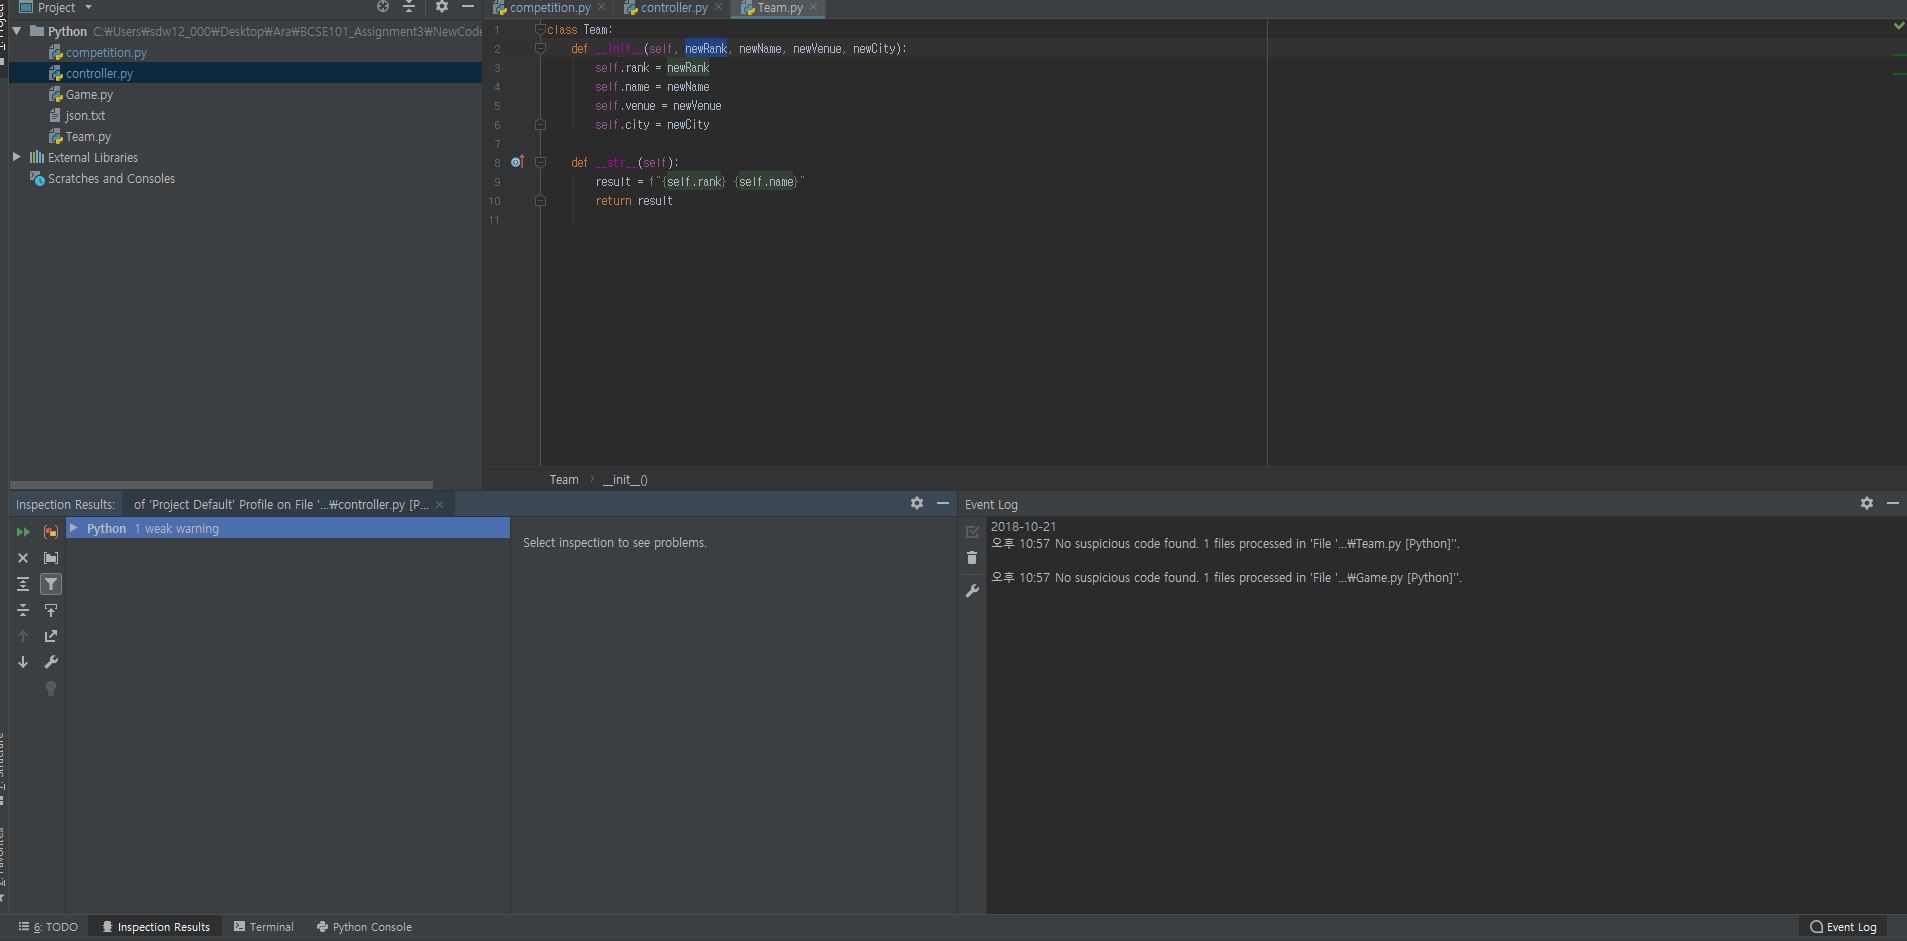 Project
competition.py
controller.py
Team.py
Python C:₩Users₩sdw12_000₩Desktop₩Ara₩BCSE101_Assignment3₩NewCode
competition.py
controller.py
Game.py
json.txt
Team.py
External Libraries
Scratches and Consoles
1 class Team:
2 def __init__(self, newRank, newName, newVenue, newCity):
3 self.rank = newRank
4 self.name = newName
5 self.venue = newVenue
6 self.city = newCity
7
8 def __str__(self):
9 result = f"{self.rank} {self.name}"
10 return result
11
Team › __init__()
Inspection Results: of 'Project Default' Profile on File '...₩controller.py [P...
Python 1 weak warning
Select inspection to see problems.
Event Log
2018-10-21
오후 10:57 No suspicious code found. 1 files processed in 'File '...₩Team.py [Python]''.
오후 10:57 No suspicious code found. 1 files processed in 'File '...₩Game.py [Python]''.
6: TODO
Inspection Results
Terminal
Python Console
Event Log